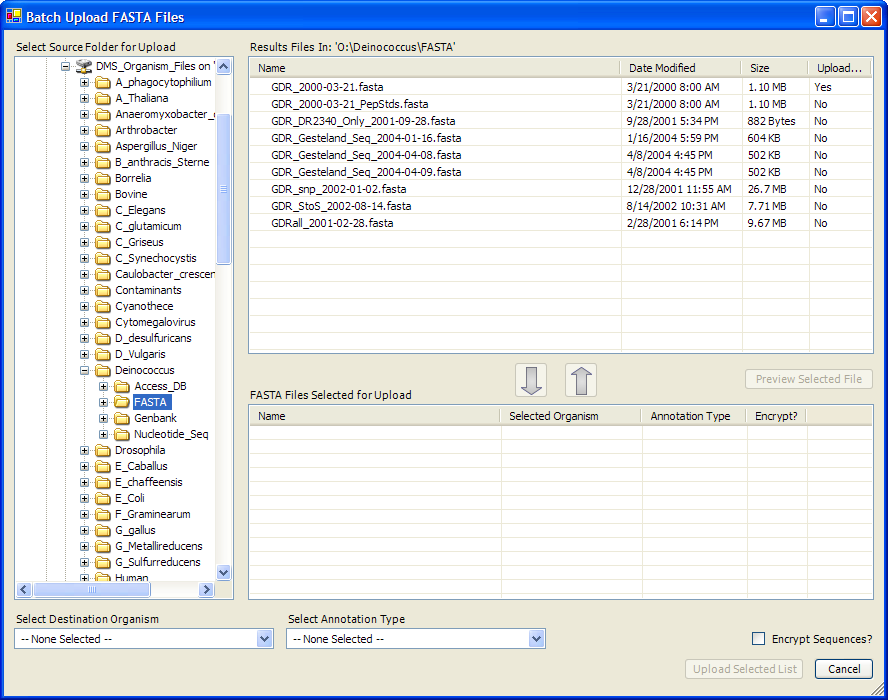 Batch Upload FASTA Files
Select Source Folder for Upload
DMS_Organism_Files on
A_phagocytophilium
A_Thaliana
Anaeromyxobacter_
Arthrobacter
Aspergillus_Niger
B_anthracis_Sterne
Borrelia
Bovine
C_Elegans
C_glutamicum
C_Griseus
C_Synechocystis
Caulobacter_crescen
Contaminants
Cyanothece
Cytomegalovirus
D_desulfuricans
D_Vulgaris
Deinococcus
Access_DB
FASTA
Genbank
Nucleotide_Seq
Drosophila
E_Caballus
E_chaffeensis
E_Coli
F_Graminearum
G_gallus
G_Metallireducens
G_Sulfurreducens
Human
Results Files In: 'O:\Deinococcus\FASTA'
Name Date Modified Size Upload...
GDR_2000-03-21.fasta 3/21/2000 8:00 AM 1.10 MB Yes
GDR_2000-03-21_PepStds.fasta 3/21/2000 8:00 AM 1.10 MB No
GDR_DR2340_Only_2001-09-28.fasta 9/28/2001 5:34 PM 882 Bytes No
GDR_Gesteland_Seq_2004-01-16.fasta 1/16/2004 5:59 PM 604 KB No
GDR_Gesteland_Seq_2004-04-08.fasta 4/8/2004 4:45 PM 502 KB No
GDR_Gesteland_Seq_2004-04-09.fasta 4/8/2004 4:45 PM 502 KB No
GDR_snp_2002-01-02.fasta 12/28/2001 11:55 AM 26.7 MB No
GDR_StoS_2002-08-14.fasta 8/14/2002 10:31 AM 7.71 MB No
GDRall_2001-02-28.fasta 2/28/2001 6:14 PM 9.67 MB No
Preview Selected File
FASTA Files Selected for Upload
Name Selected Organism Annotation Type Encrypt?
Select Destination Organism
-- None Selected --
Select Annotation Type
-- None Selected --
Encrypt Sequences?
Upload Selected List
Cancel